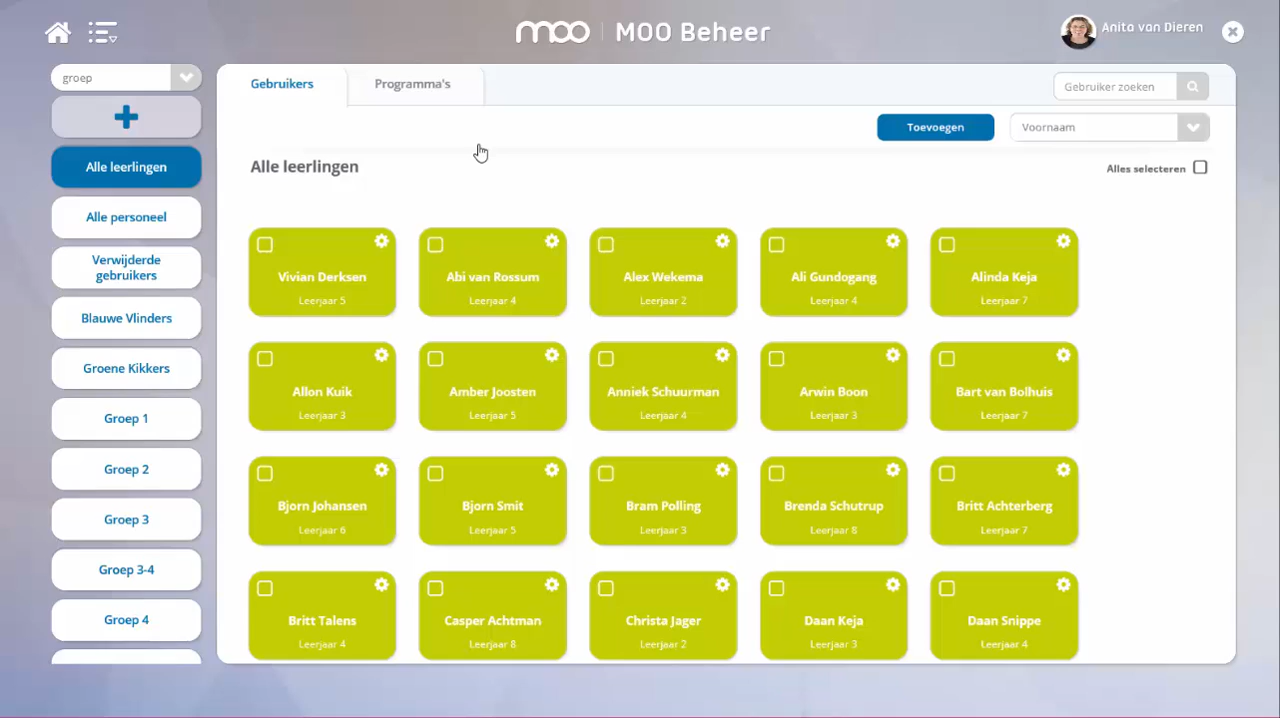 moo | MOO Beheer
Anita van Dieren
groep
Gebruikers
Programma's
Gebruiker zoeken
Toevoegen
Voornaam
Alle leerlingen
Alle personeel
Verwijderde
gebruikers
Blauwe Vlinders
Groene Kikkers
Groep 1
Groep 2
Groep 3
Groep 3-4
Groep 4
Alle leerlingen
Alles selecteren
Vivian Derksen
Leerjaar 5
Abi van Rossum
Leerjaar 4
Alex Wekema
Leerjaar 2
Ali Gundogang
Leerjaar 4
Alinda Keja
Leerjaar 7
Allon Kuik
Leerjaar 3
Amber Joosten
Leerjaar 5
Anniek Schuurman
Leerjaar 4
Arwin Boon
Leerjaar 3
Bart van Bolhuis
Leerjaar 7
Bjorn Johansen
Leerjaar 6
Bjorn Smit
Leerjaar 5
Bram Polling
Leerjaar 3
Brenda Schutrup
Leerjaar 8
Britt Achterberg
Leerjaar 7
Britt Talens
Leerjaar 4
Casper Achtman
Leerjaar 8
Christa Jager
Leerjaar 2
Daan Keja
Leerjaar 3
Daan Snippe
Leerjaar 4